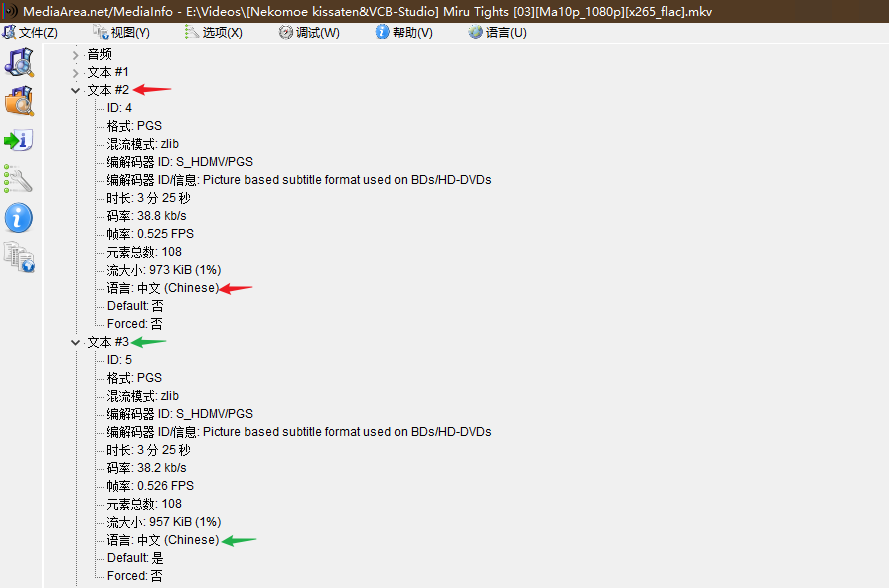 MediaArea.net/MediaInfo - E:\Videos\[Nekomoe kissaten&VCB-Studio] Miru Tights [03][Ma10p_1080p][x265_flac].mkv
文件(Z) 视图(Y) 选项(X) 调试(W) 帮助(V) 语言(U)
音频
文本 #1
文本 #2
ID: 4
格式: PGS
混流模式: zlib
编解码器 ID: S_HDMV/PGS
编解码器 ID/信息: Picture based subtitle format used on BDs/HD-DVDs
时长: 3 分 25 秒
码率: 38.8 kb/s
帧率: 0.525 FPS
元素总数: 108
流大小: 973 KiB (1%)
语言: 中文 (Chinese)
Default: 否
Forced: 否
文本 #3
ID: 5
格式: PGS
混流模式: zlib
编解码器 ID: S_HDMV/PGS
编解码器 ID/信息: Picture based subtitle format used on BDs/HD-DVDs
时长: 3 分 25 秒
码率: 38.2 kb/s
帧率: 0.526 FPS
元素总数: 108
流大小: 957 KiB (1%)
语言: 中文 (Chinese)
Default: 是
Forced: 否